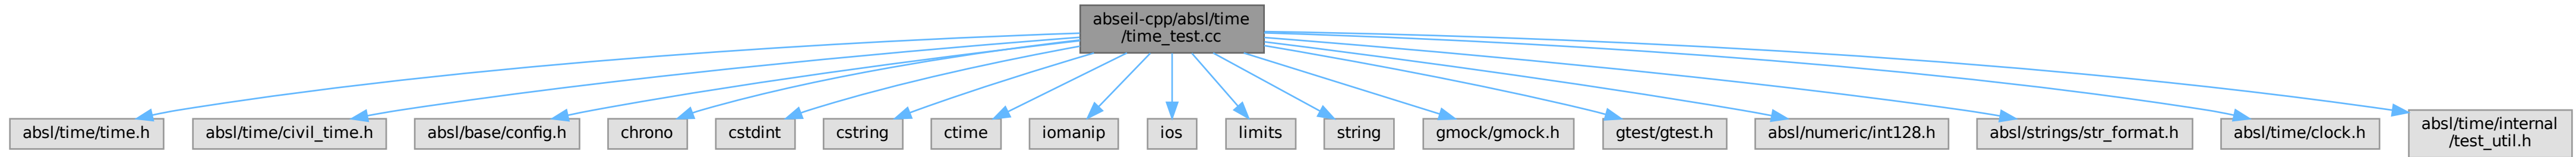 abseil-cpp/absl/time
/time_test.cc
absl/time/time.h
absl/time/civil_time.h
absl/base/config.h
chrono
cstdint
cstring
ctime
iomanip
ios
limits
string
gmock/gmock.h
gtest/gtest.h
absl/numeric/int128.h
absl/strings/str_format.h
absl/time/clock.h
absl/time/internal
/test_util.h